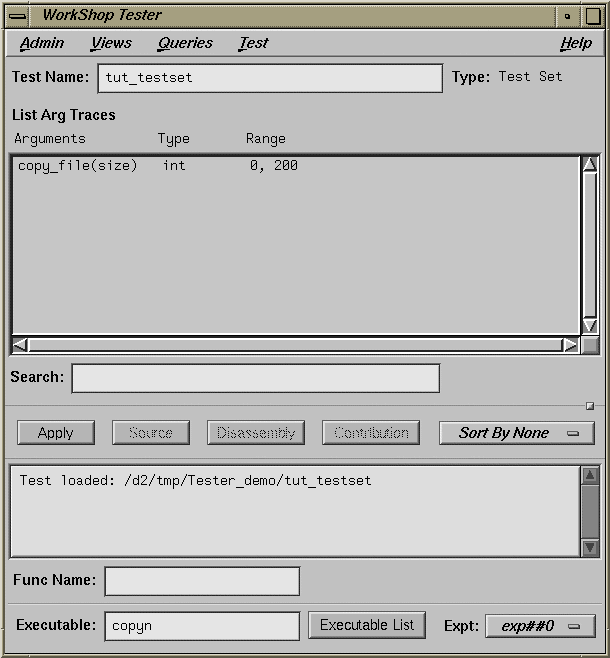 WorkShop Tester
Admin Views Queries Test Help
Test Name: tut_testset Type: Test Set
List Arg Traces
Arguments Type Range
copy_file(size) int 0, 200
Search:
Apply Source Disassembly Contribution Sort By None
Test loaded: /d2/tmp/Tester_demo/tut_testset
Func Name:
Executable: copyn Executable List Expt: exp##0